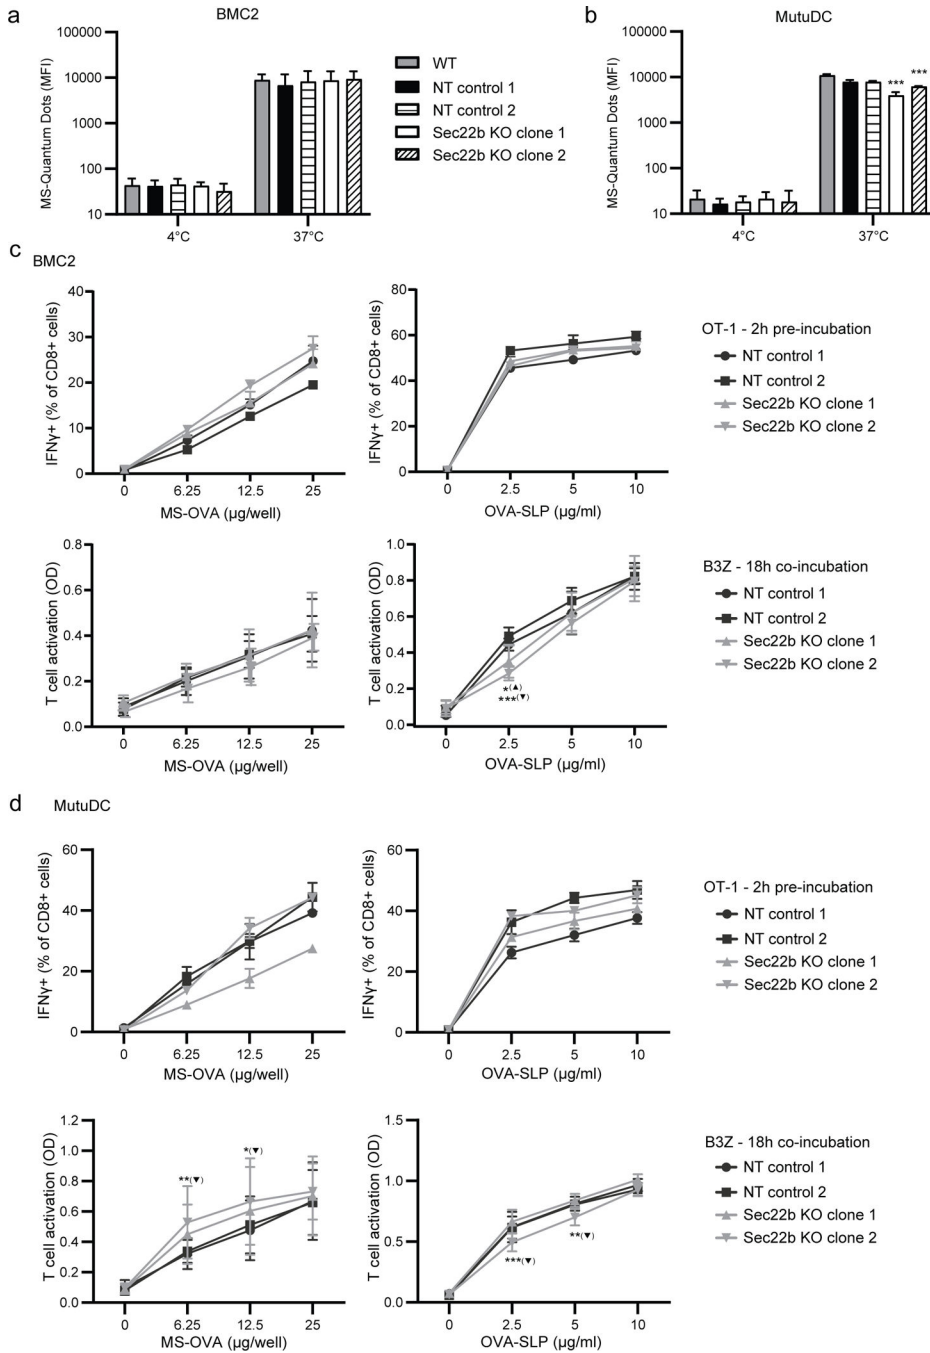 a
BMC2
MS-Quantum Dots (MFI)
100000
10000
1000
100
10
4°C
37°C
WT
NT control 1
NT control 2
Sec22b KO clone 1
Sec22b KO clone 2
b
MutuDC
MS-Quantum Dots (MFI)
100000
10000
1000
100
10
***
***
4°C
37°C
c
BMC2
IFNγ+ (% of CD8+ cells)
40
30
20
10
0
0 6.25 12.5 25
MS-OVA (µg/well)
IFNγ+ (% of CD8+ cells)
80
60
40
20
0
0 2.5 5 10
OVA-SLP (µg/ml)
OT-1 - 2h pre-incubation
NT control 1
NT control 2
Sec22b KO clone 1
Sec22b KO clone 2
T cell activation (OD)
0.8
0.6
0.4
0.2
0.0
0 6.25 12.5 25
MS-OVA (µg/well)
T cell activation (OD)
1.0
0.8
0.6
0.4
0.2
0.0
*(▲)
***(▼)
0 2.5 5 10
OVA-SLP (µg/ml)
B3Z - 18h co-incubation
NT control 1
NT control 2
Sec22b KO clone 1
Sec22b KO clone 2
d
MutuDC
IFNγ+ (% of CD8+ cells)
60
40
20
0
0 6.25 12.5 25
MS-OVA (µg/well)
IFNγ+ (% of CD8+ cells)
60
40
20
0
0 2.5 5 10
OVA-SLP (µg/ml)
OT-1 - 2h pre-incubation
NT control 1
NT control 2
Sec22b KO clone 1
Sec22b KO clone 2
T cell activation (OD)
1.2
1.0
0.8
0.6
0.4
0.2
0.0
**(▼)
*(▼)
0 6.25 12.5 25
MS-OVA (µg/well)
T cell activation (OD)
1.5
1.0
0.5
0.0
***(▼)
**(▼)
0 2.5 5 10
OVA-SLP (µg/ml)
B3Z - 18h co-incubation
NT control 1
NT control 2
Sec22b KO clone 1
Sec22b KO clone 2